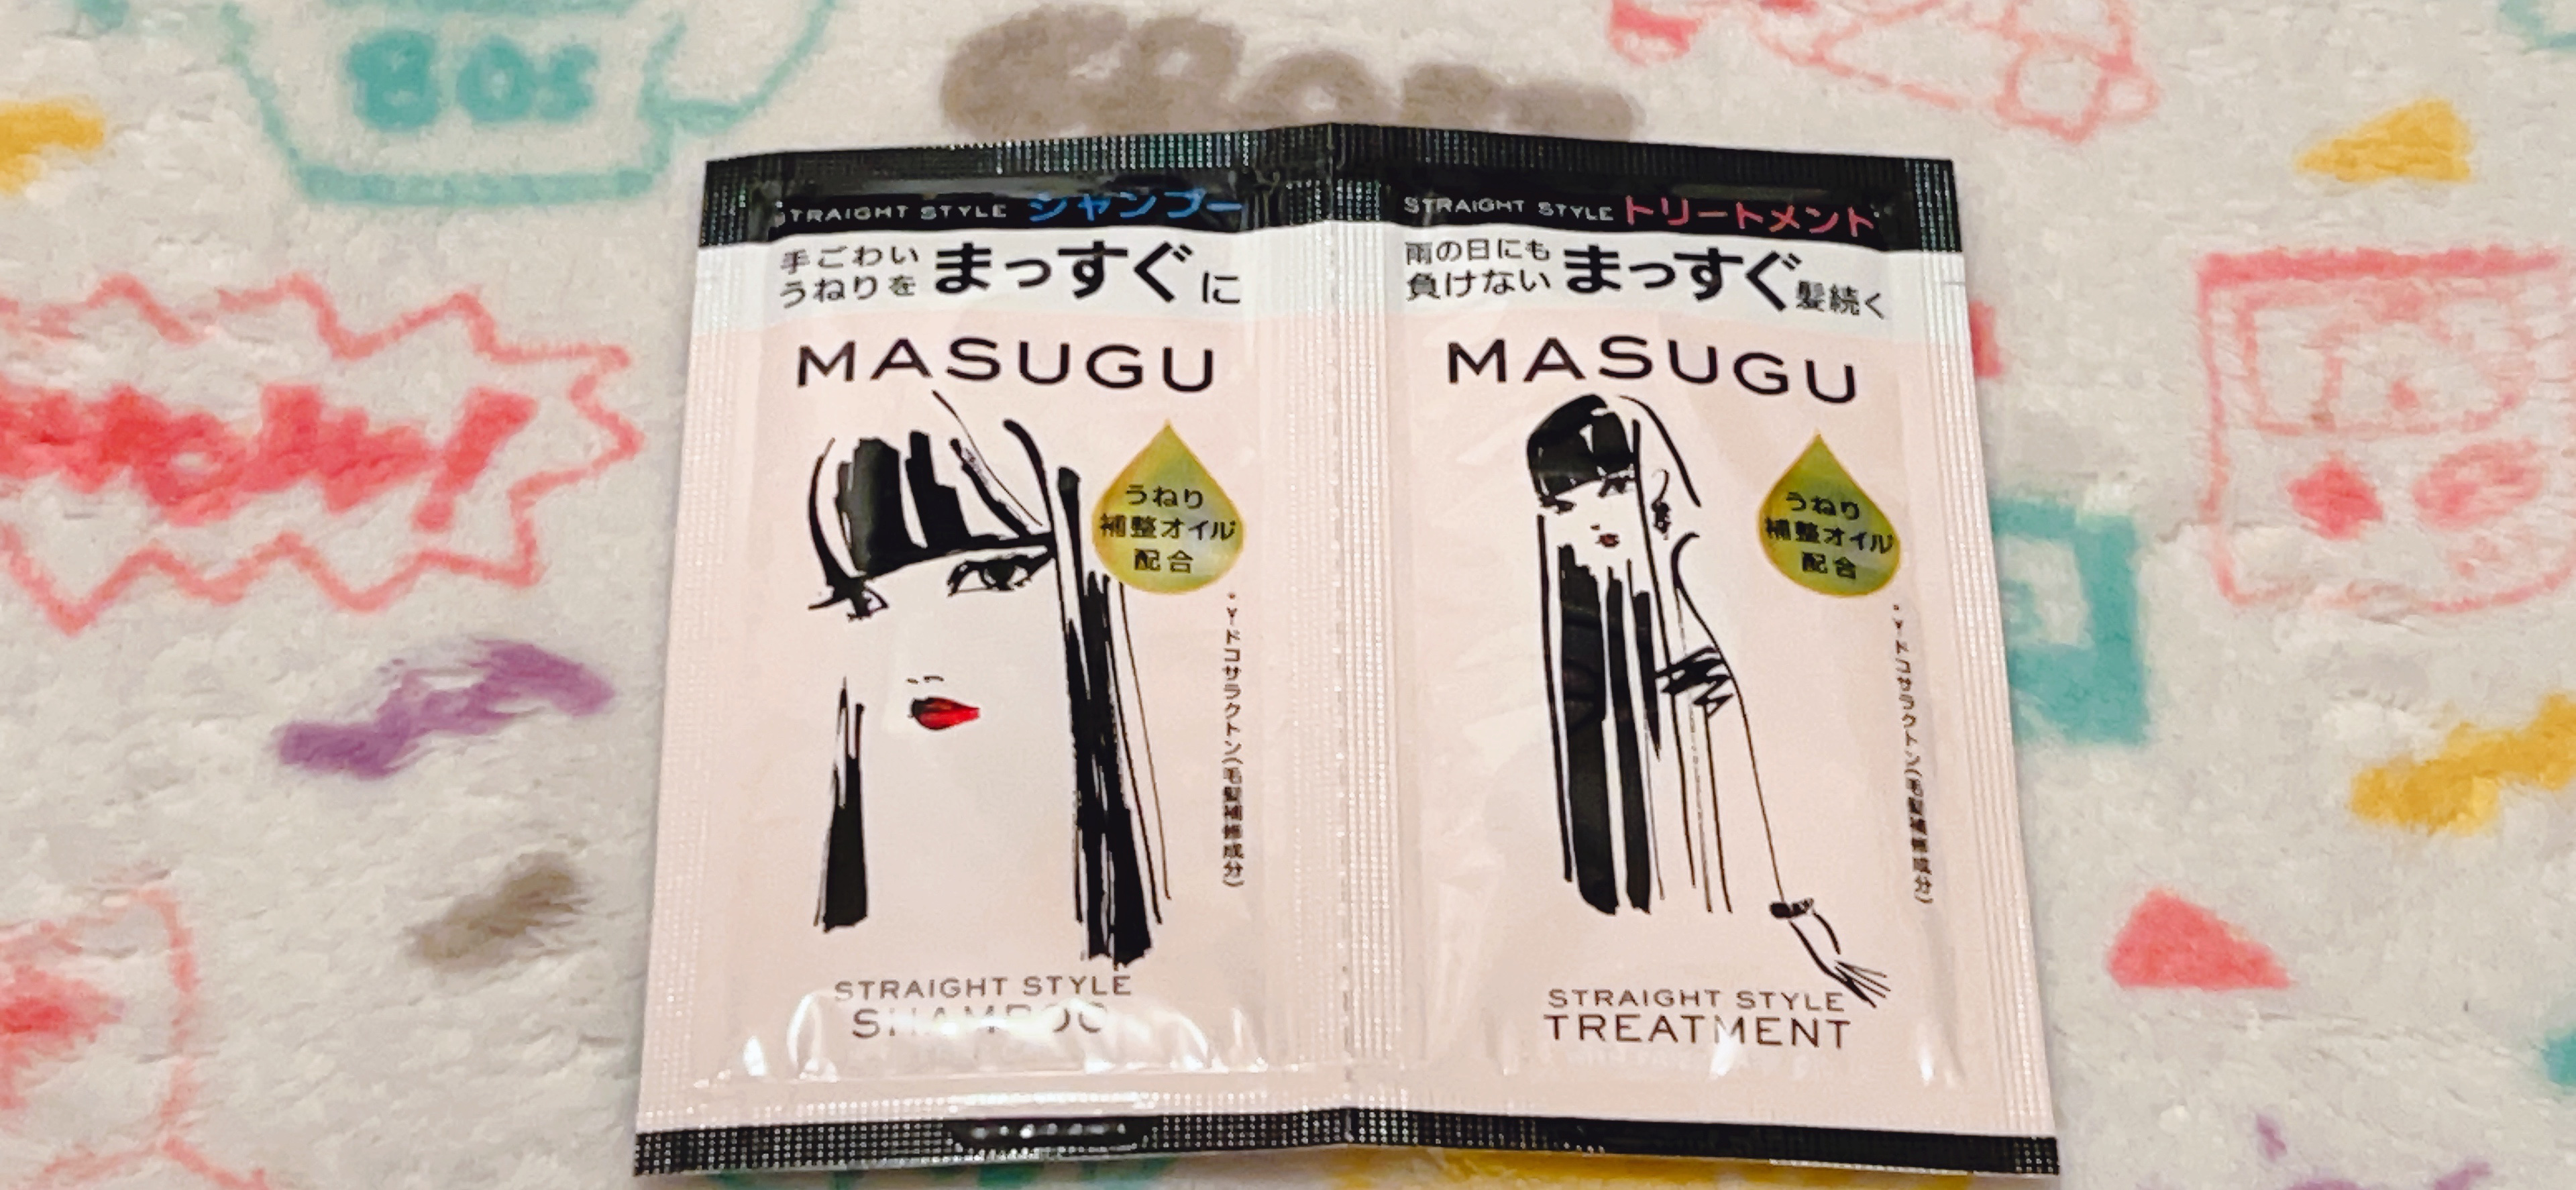 80s
STRAIGHT STYLE シャンプー
手ごわい
うねりを まっすぐに
MASUGU
うねり
補整オイル
配合
*γ-ドコサラクトン(毛髪補修成分)
STRAIGHT STYLE
SHAMPOO
STRAIGHT STYLE トリートメント
雨の日にも
負けない まっすぐ髪続く
MASUGU
うねり
補整オイル
配合
*γ-ドコサラクトン(毛髪補修成分)
STRAIGHT STYLE
TREATMENT